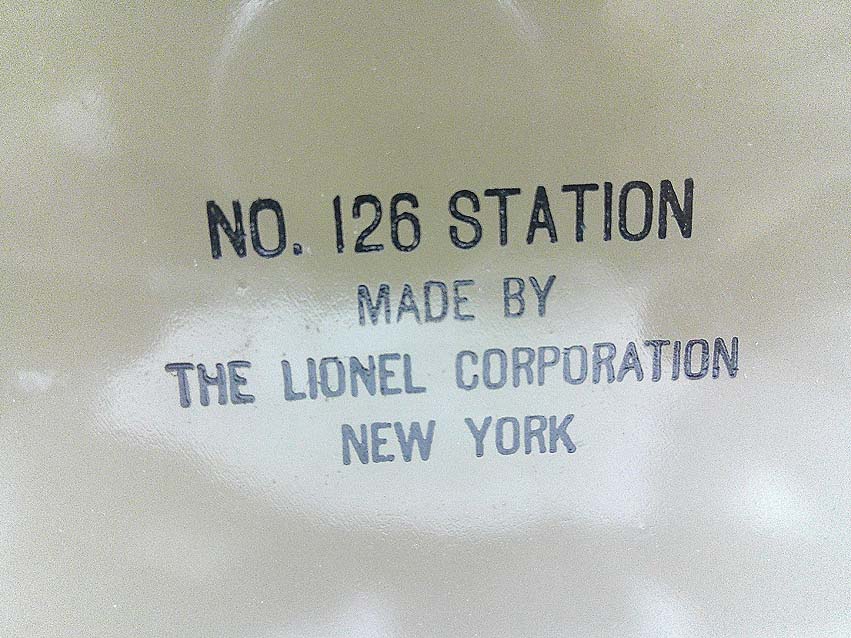 NO. 126 STATION
MADE BY
THE LIONEL CORPORATION
NEW YORK